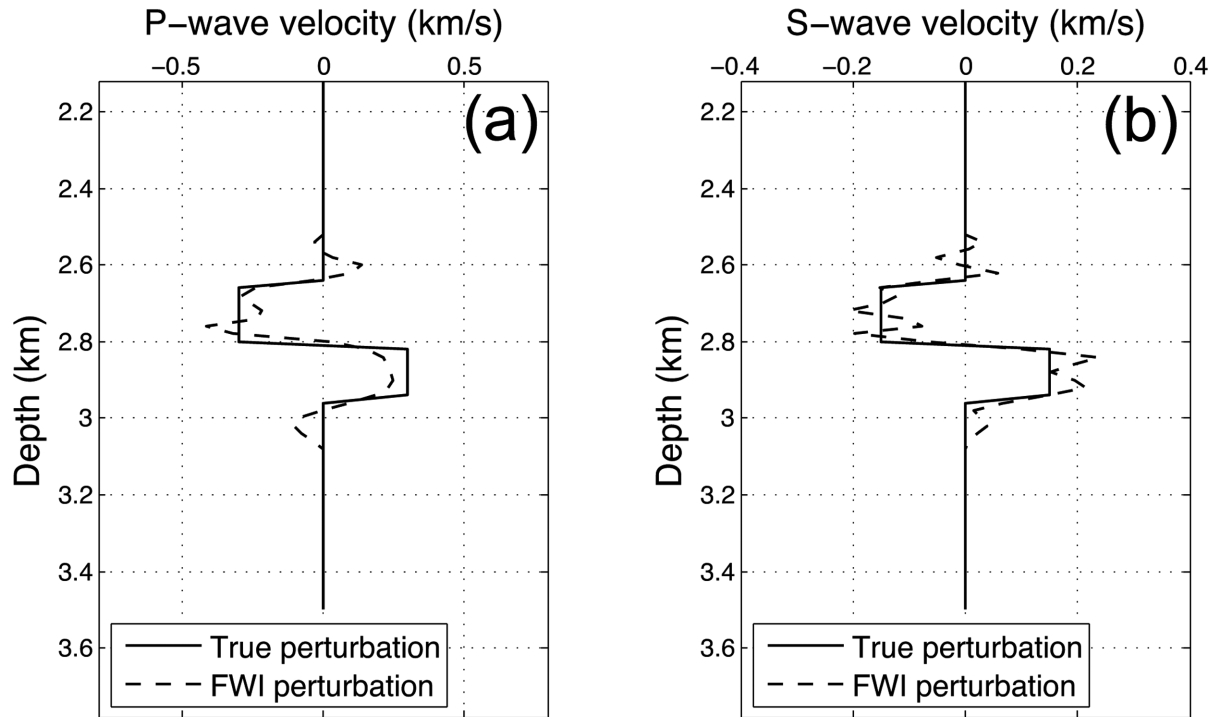 P-wave velocity (km/s)
-0.5 0 0.5
(a)
Depth (km)
2.2
2.4
2.6
2.8
3
3.2
3.4
3.6
True perturbation
FWI perturbation
S-wave velocity (km/s)
-0.4 -0.2 0 0.2 0.4
(b)
Depth (km)
2.2
2.4
2.6
2.8
3
3.2
3.4
3.6
True perturbation
FWI perturbation